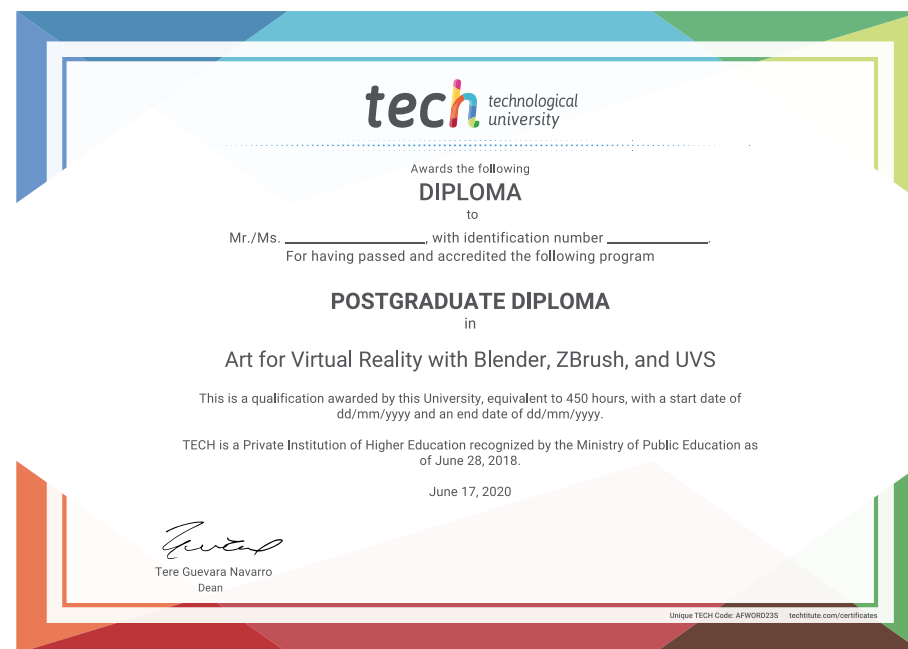 tech technological
university
Awards the following
DIPLOMA
to
Mr./Ms. ____________________, with identification number ______________.
For having passed and accredited the following program
POSTGRADUATE DIPLOMA
in
Art for Virtual Reality with Blender, ZBrush, and UVS
This is a qualification awarded by this University, equivalent to 450 hours, with a start date of
dd/mm/yyyy and an end date of dd/mm/yyyy.
TECH is a Private Institution of Higher Education recognized by the Ministry of Public Education as
of June 28, 2018.
June 17, 2020
Tere Guevara Navarro
Dean
Unique TECH Code: AFWORD23S techtitute.com/certificates